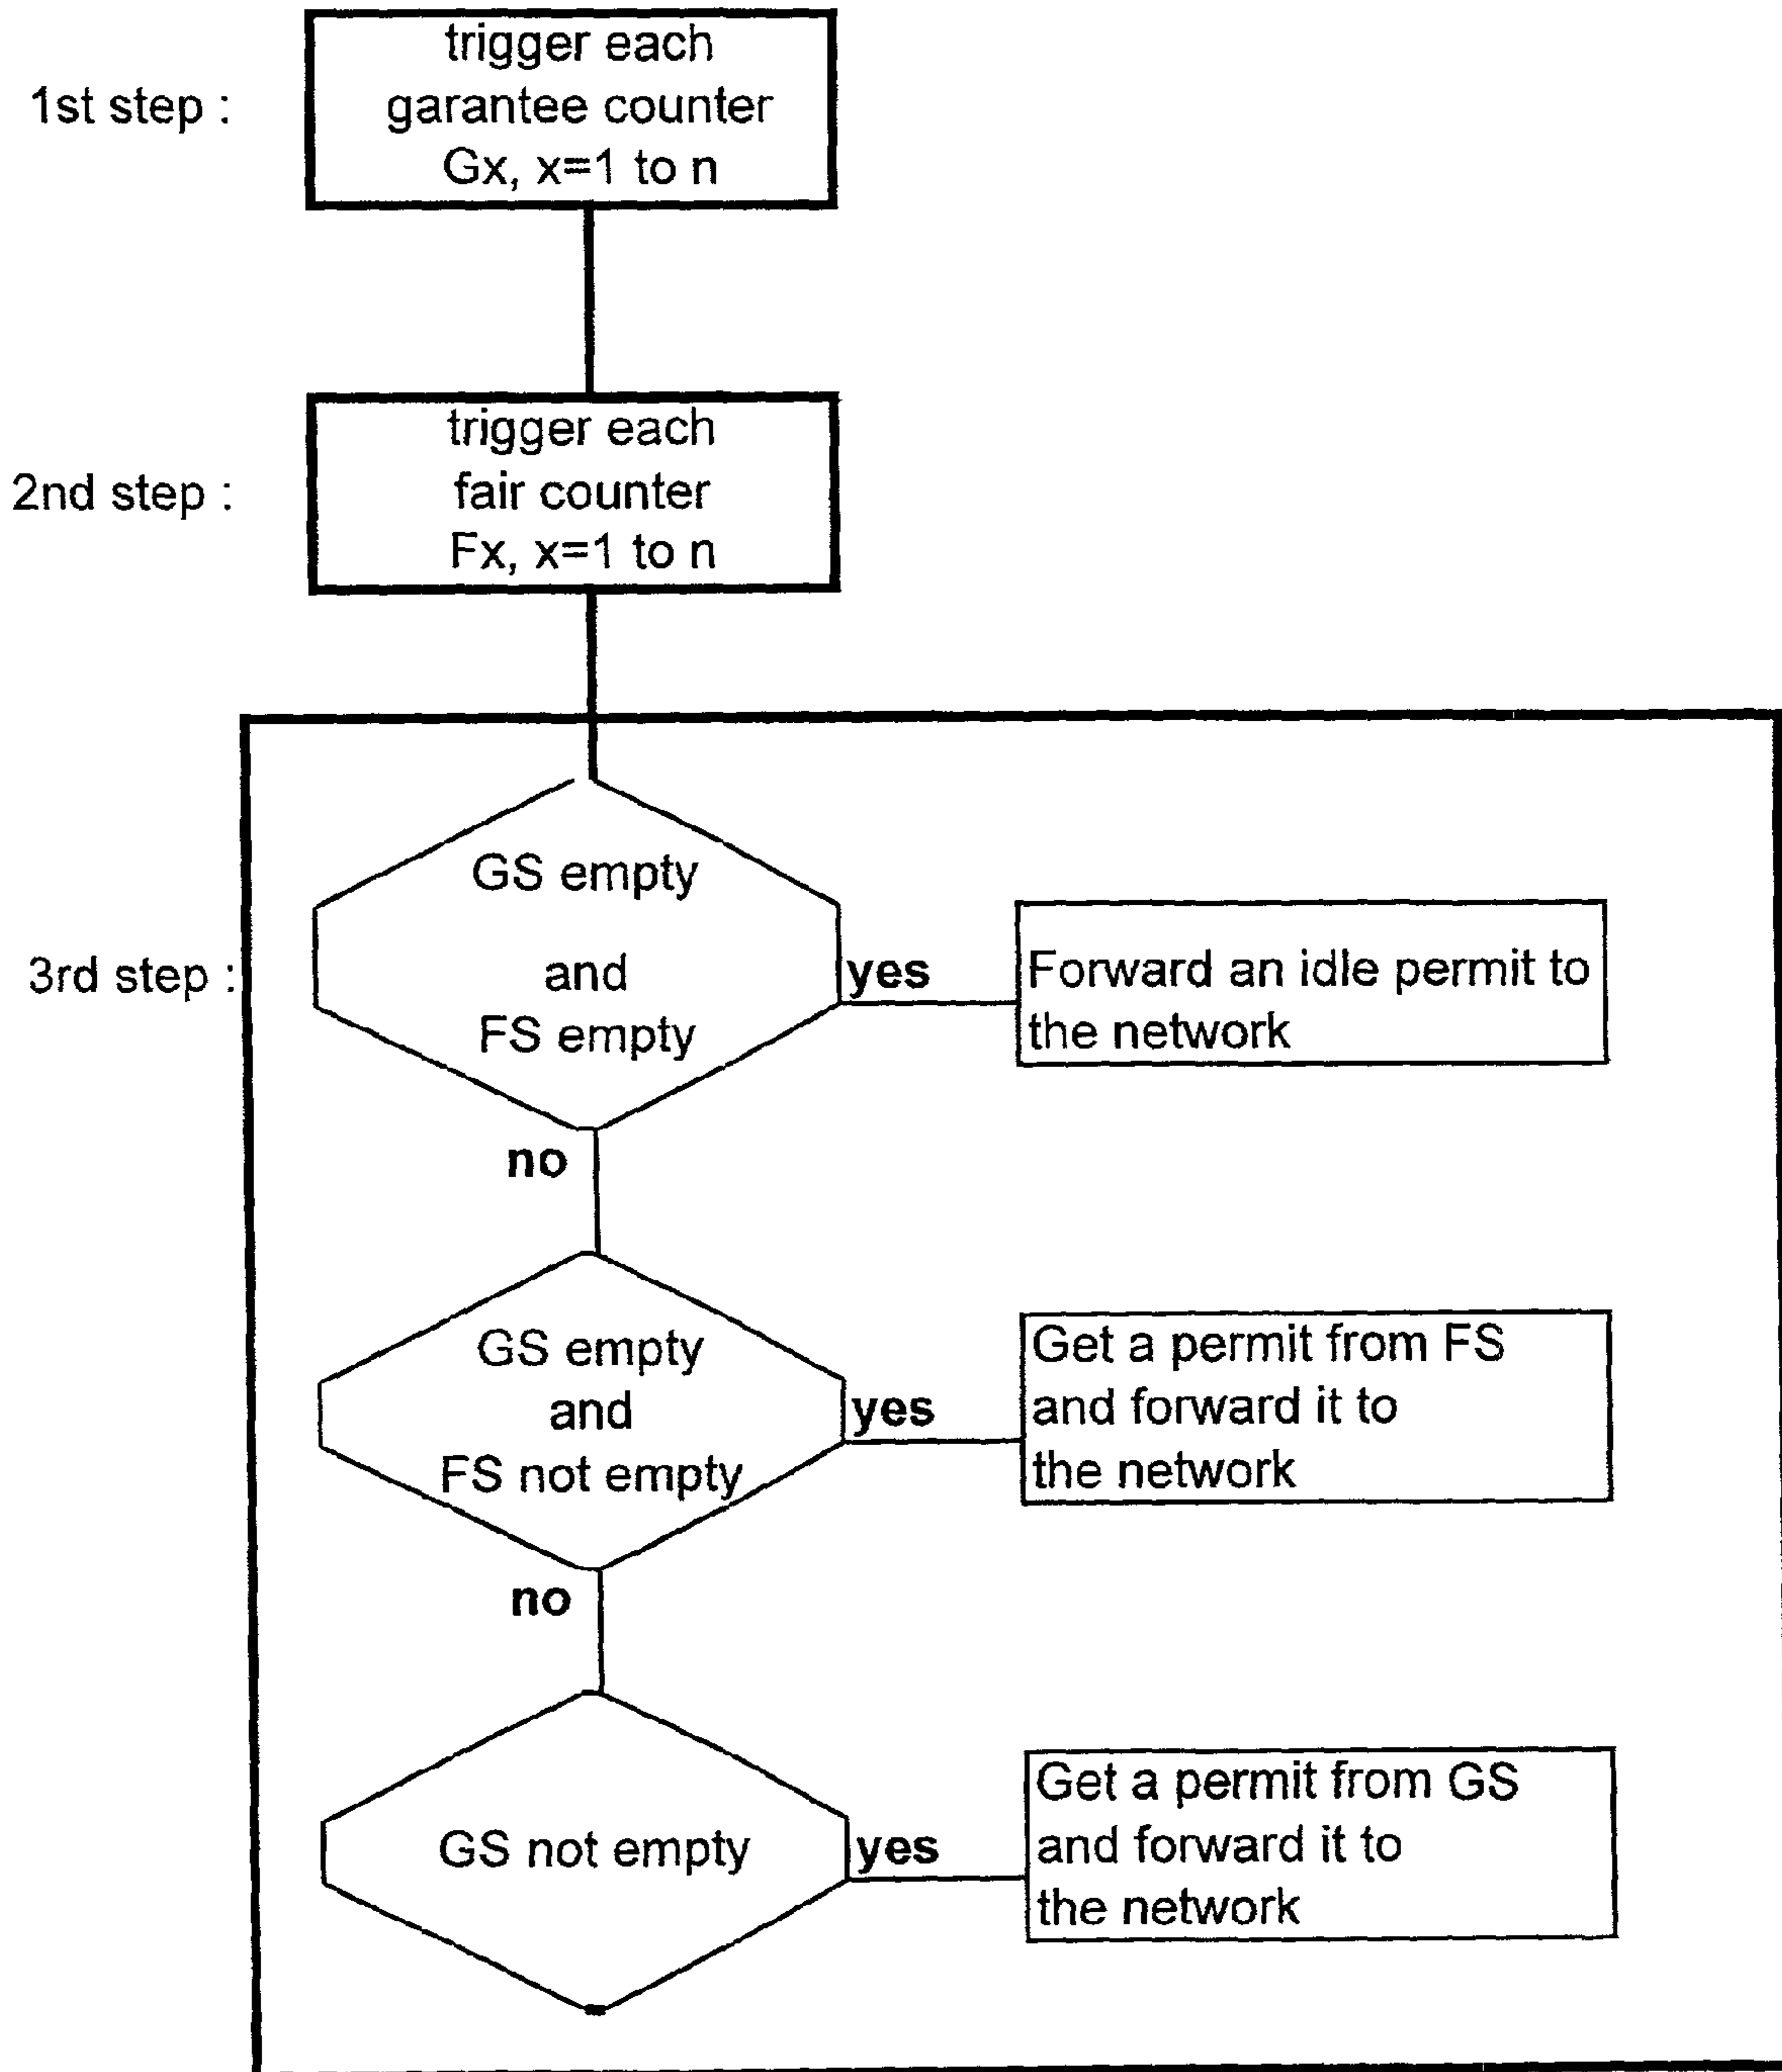 trigger each
1st step :
garantee counter
Gx, x=1 to n
trigger each
2nd step :
fair counter
Fx, x=1 to n
GS empty
3rd step :
and
FS empty
yes
Forward an idle permit to
the network
no
GS empty
and
FS not empty
yes
Get a permit from FS
and forward it to
the network
no
GS not empty
yes
Get a permit from GS
and forward it to
the network